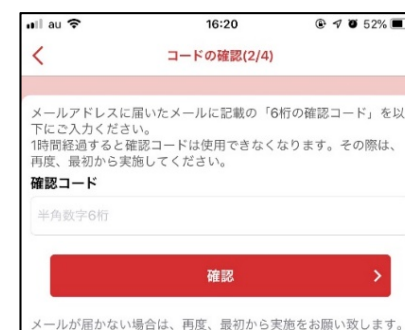 au 16:20 52%
コードの確認(2/4)
メールアドレスに届いたメールに記載の「6桁の確認コード」を以
下にご入力ください。
1時間経過すると確認コードは使用できなくなります。その際は、
再度、最初から実施してください。
確認コード
半角数字6桁
確認
メールが届かない場合は、再度、最初から実施をお願い致します。